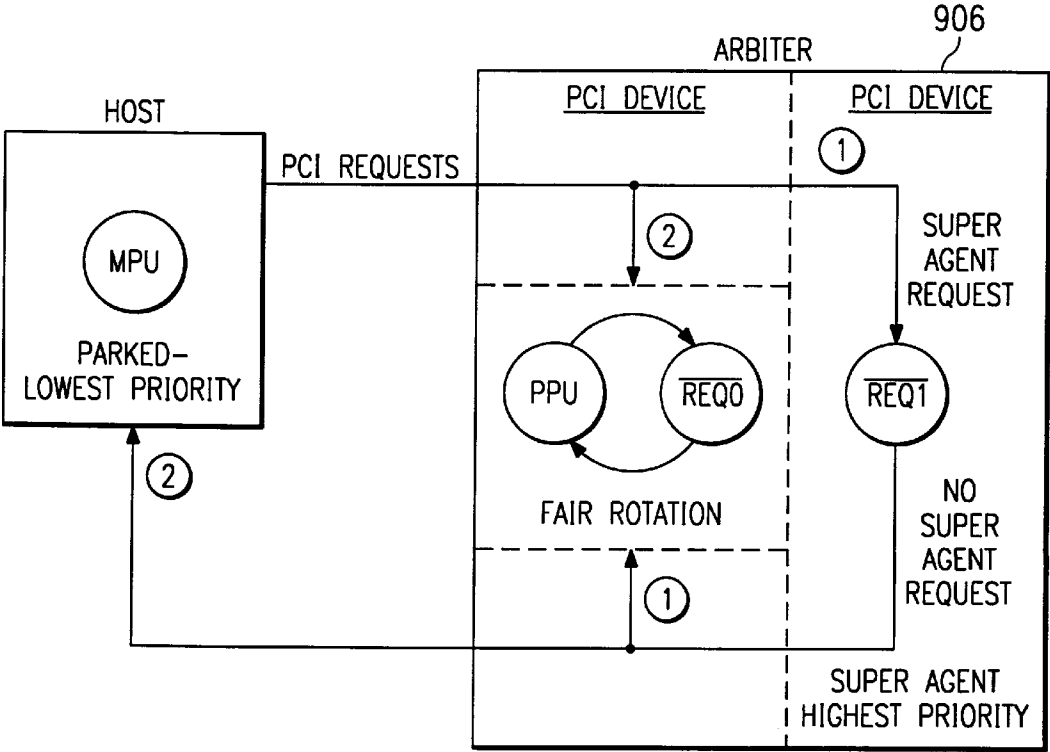 906
ARBITER
HOST
PCI DEVICE
PCI DEVICE
PCI REQUESTS
1
2
SUPER
AGENT
REQUEST
MPU
PARKED-
LOWEST PRIORITY
PPU
REQ0
REQ1
2
FAIR ROTATION
NO
SUPER
AGENT
REQUEST
1
SUPER AGENT
HIGHEST PRIORITY